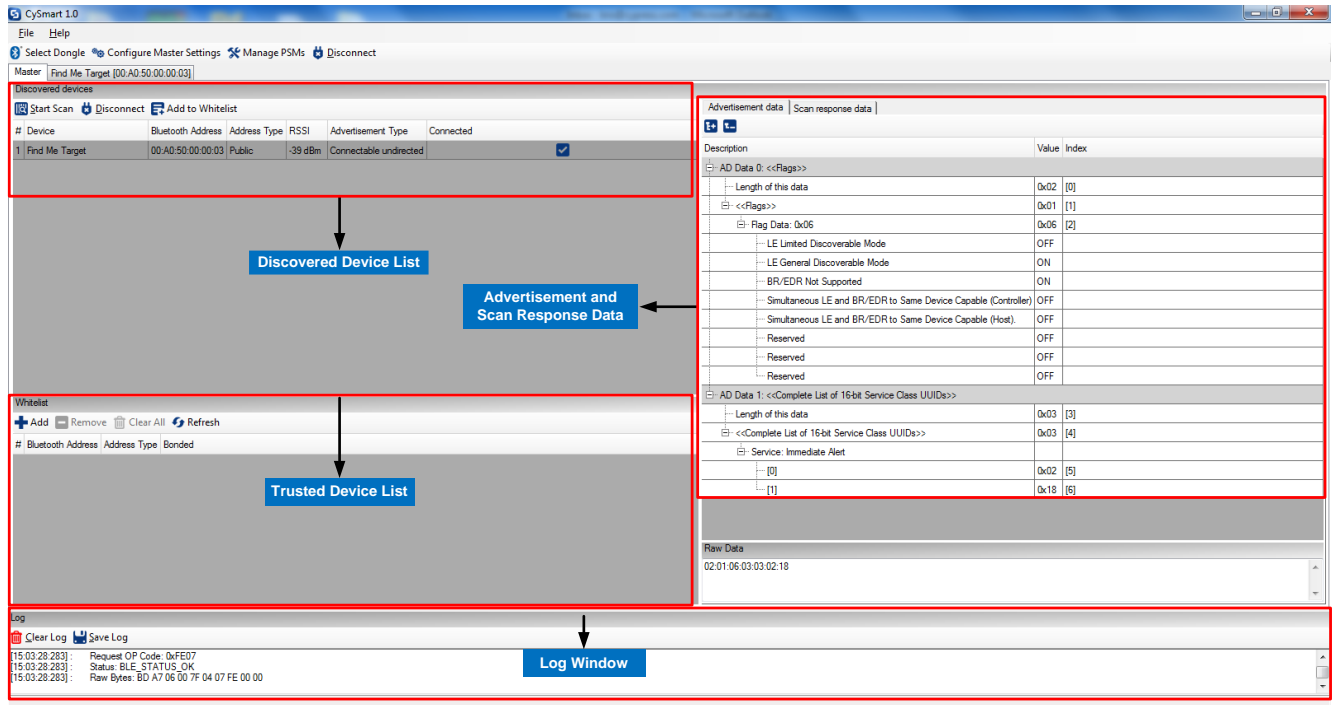 CySmart 1.0
File Help
Select Dongle Configure Master Settings Manage PSMs Disconnect
Master Find Me Target [00:A0:50:00:00:03]
Discovered devices
Start Scan Disconnect Add to Whitelist
# Device Bluetooth Address Address Type RSSI Advertisement Type Connected
1 Find Me Target 00:A0:50:00:00:03 Public -39 dBm Connectable undirected
Discovered Device List
Advertisement and
Scan Response Data
Whitelist
Add Remove Clear All Refresh
# Bluetooth Address Address Type Bonded
Trusted Device List
Advertisement data Scan response data
Description Value Index
AD Data 0: <<Flags>>
Length of this data 0x02 [0]
<<Flags>> 0x01 [1]
Flag Data: 0x06 0x06 [2]
LE Limited Discoverable Mode OFF
LE General Discoverable Mode ON
BR/EDR Not Supported ON
Simultaneous LE and BR/EDR to Same Device Capable (Controller) OFF
Simultaneous LE and BR/EDR to Same Device Capable (Host). OFF
Reserved OFF
Reserved OFF
Reserved OFF
AD Data 1: <<Complete List of 16-bit Service Class UUIDs>>
Length of this data 0x03 [3]
<<Complete List of 16-bit Service Class UUIDs>> 0x03 [4]
Service: Immediate Alert
[0] 0x02 [5]
[1] 0x18 [6]
Raw Data
02:01:06:03:03:02:18
Log
Clear Log Save Log
[15:03:28:283] : Request OP Code: 0xFE07
[15:03:28:283] : Status: BLE_STATUS_OK
[15:03:28:283] : Raw Bytes: BD A7 06 00 7F 04 07 FE 00 00
Log Window